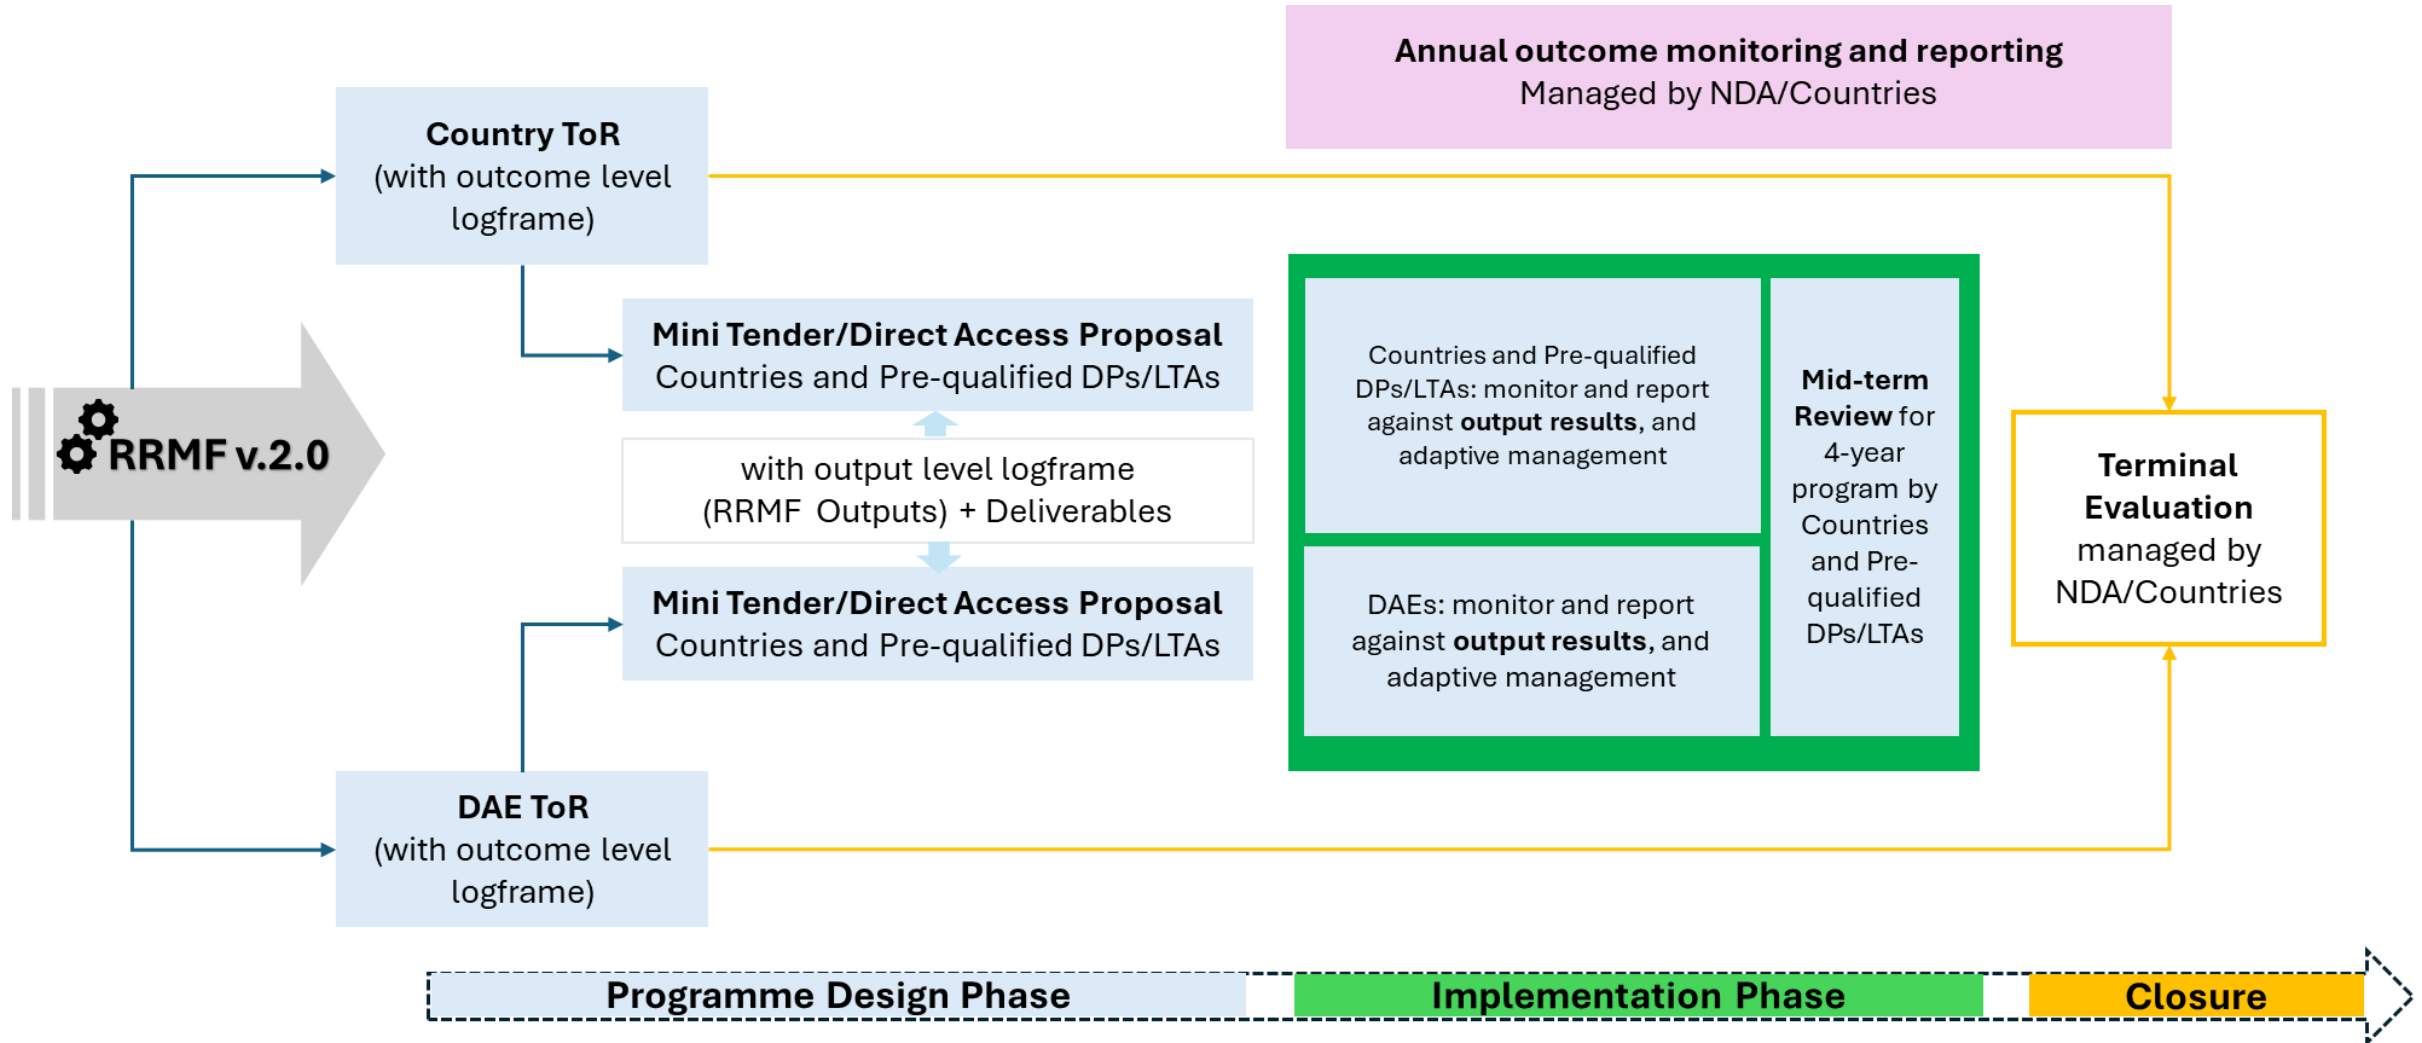 Annual outcome monitoring and reporting
Managed by NDA/Countries
Country ToR
(with outcome level
logframe)
Mini Tender/Direct Access Proposal
Countries and Pre-qualified DPs/LTAs
RRMF v.2.0
with output level logframe
(RRMF Outputs) + Deliverables
Mini Tender/Direct Access Proposal
Countries and Pre-qualified DPs/LTAs
DAE ToR
(with outcome level
logframe)
Countries and Pre-qualified
DPs/LTAs: monitor and report
against output results, and
adaptive management
DAEs: monitor and report
against output results, and
adaptive management
Mid-term
Review for
4-year
program by
Countries
and Pre-
qualified
DPs/LTAs
Terminal
Evaluation
managed by
NDA/Countries
Programme Design Phase
Implementation Phase
Closure